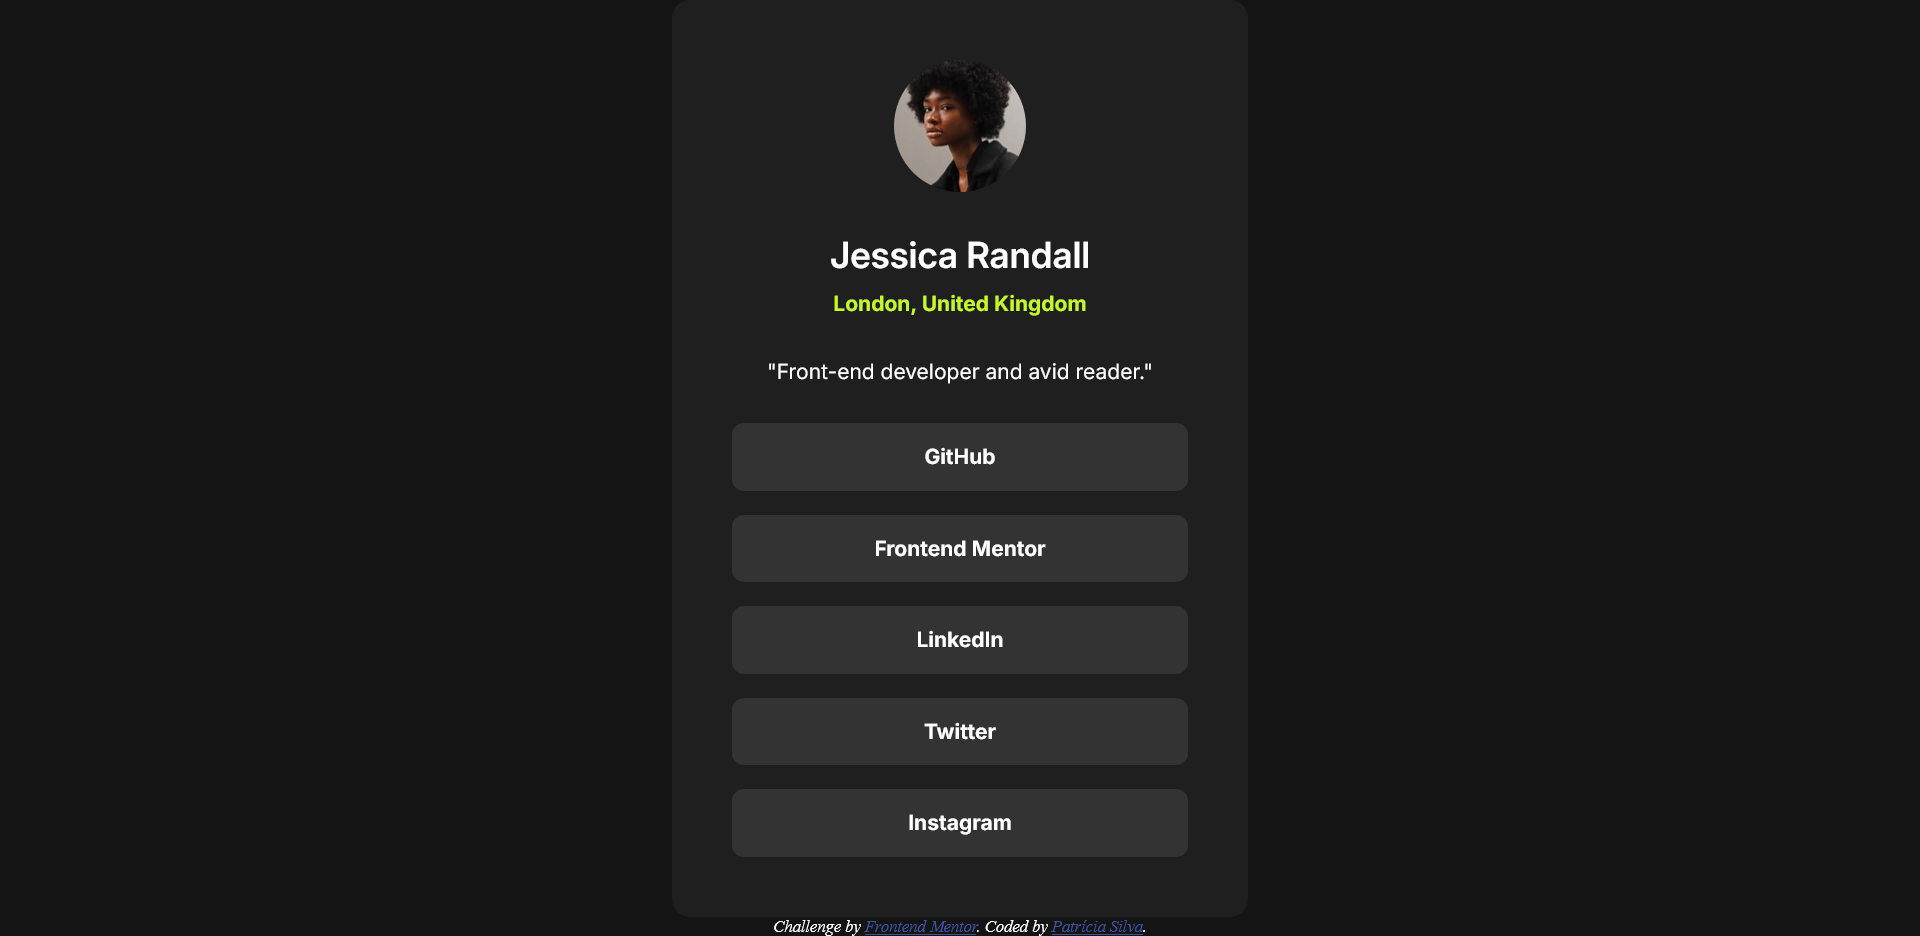 Jessica Randall
London, United Kingdom
"Front-end developer and avid reader."
GitHub
Frontend Mentor
LinkedIn
Twitter
Instagram
Challenge by Frontend Mentor. Coded by Patrícia Silva.